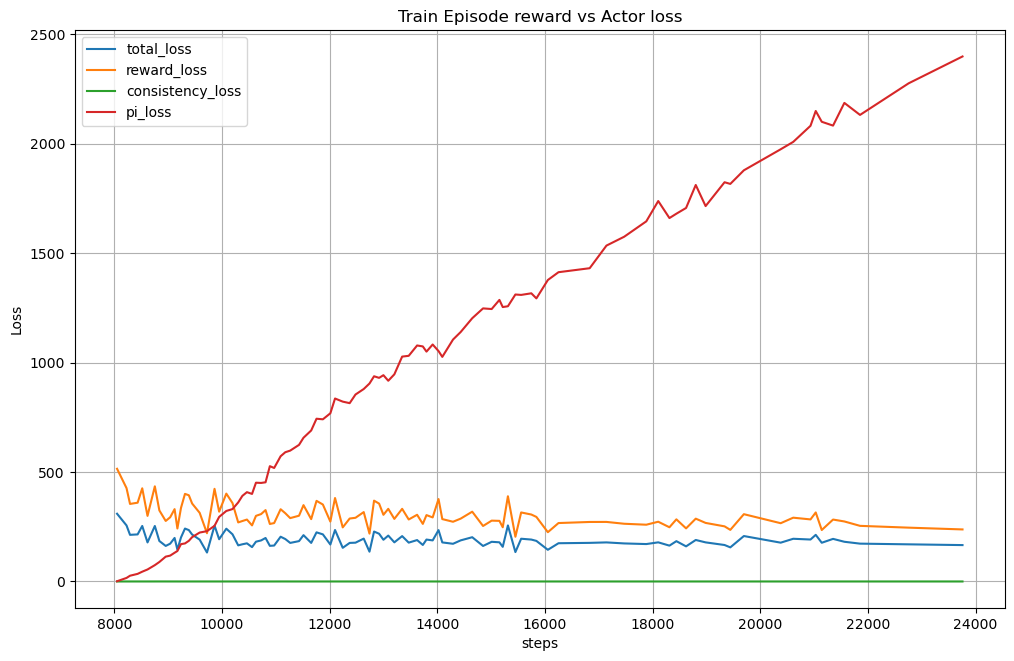 Train Episode reward vs Actor loss
total_loss
reward_loss
consistency_loss
pi_loss
Loss
2500
2000
1500
1000
500
0
8000 10000 12000 14000 16000 18000 20000 22000 24000
steps